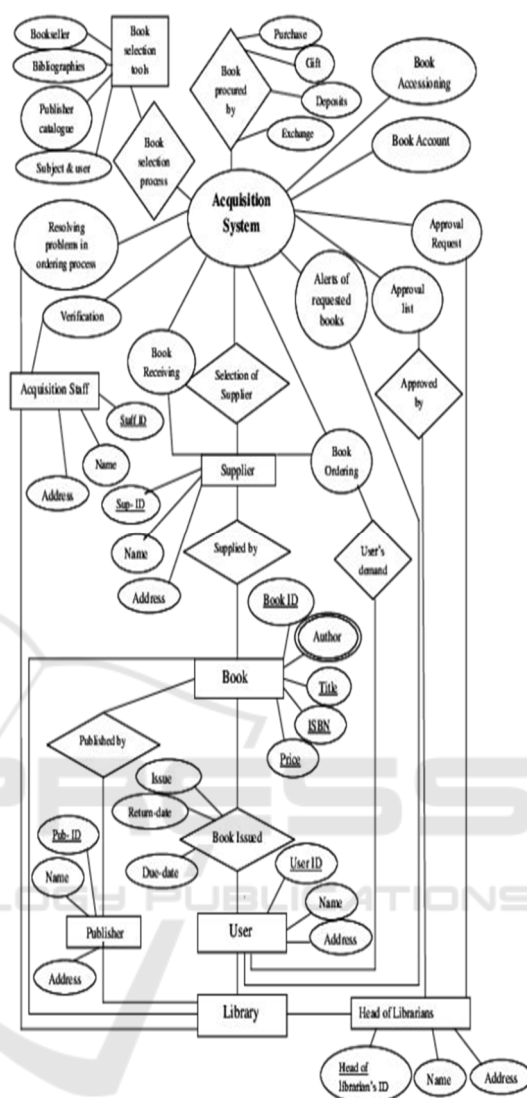 Bookseller
Bibliographies
Publisher
catalogue
Subject & user
Book
selection
tools
Book
selection
process
Book
procured
by
Purchase
Gift
Deposits
Exchange
Book
Accessioning
Book Account
Acquisition
System
Resolving
problems in
ordering process
Verification
Approval
Request
Alerts of
requested
books
Approval
list
Book
Receiving
Selection of
Supplier
Approved
by
Acquisition Staff
Staff ID
Name
Address
Supplier
Book
Ordering
Sup- ID
Name
Address
Supplied by
User's
demand
Book ID
Author
Book
Title
ISBN
Price
Published by
Issue
Return-date
Book Issued
Due-date
Pub- ID
Name
Publisher
Address
User ID
User
Name
Address
Library
Head of Librarians
Head of
librarian's ID
Name
Address
PRESS
LOGY PUBLICATIONS